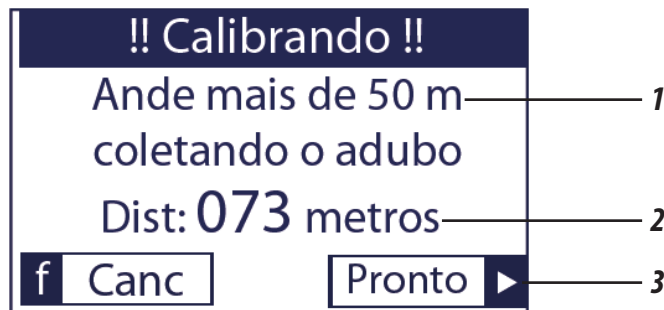 !! Calibrando !!
Ande mais de 50 m
1
coletando o adubo
Dist: 073 metros
2
f Canc
Pronto ▶
3